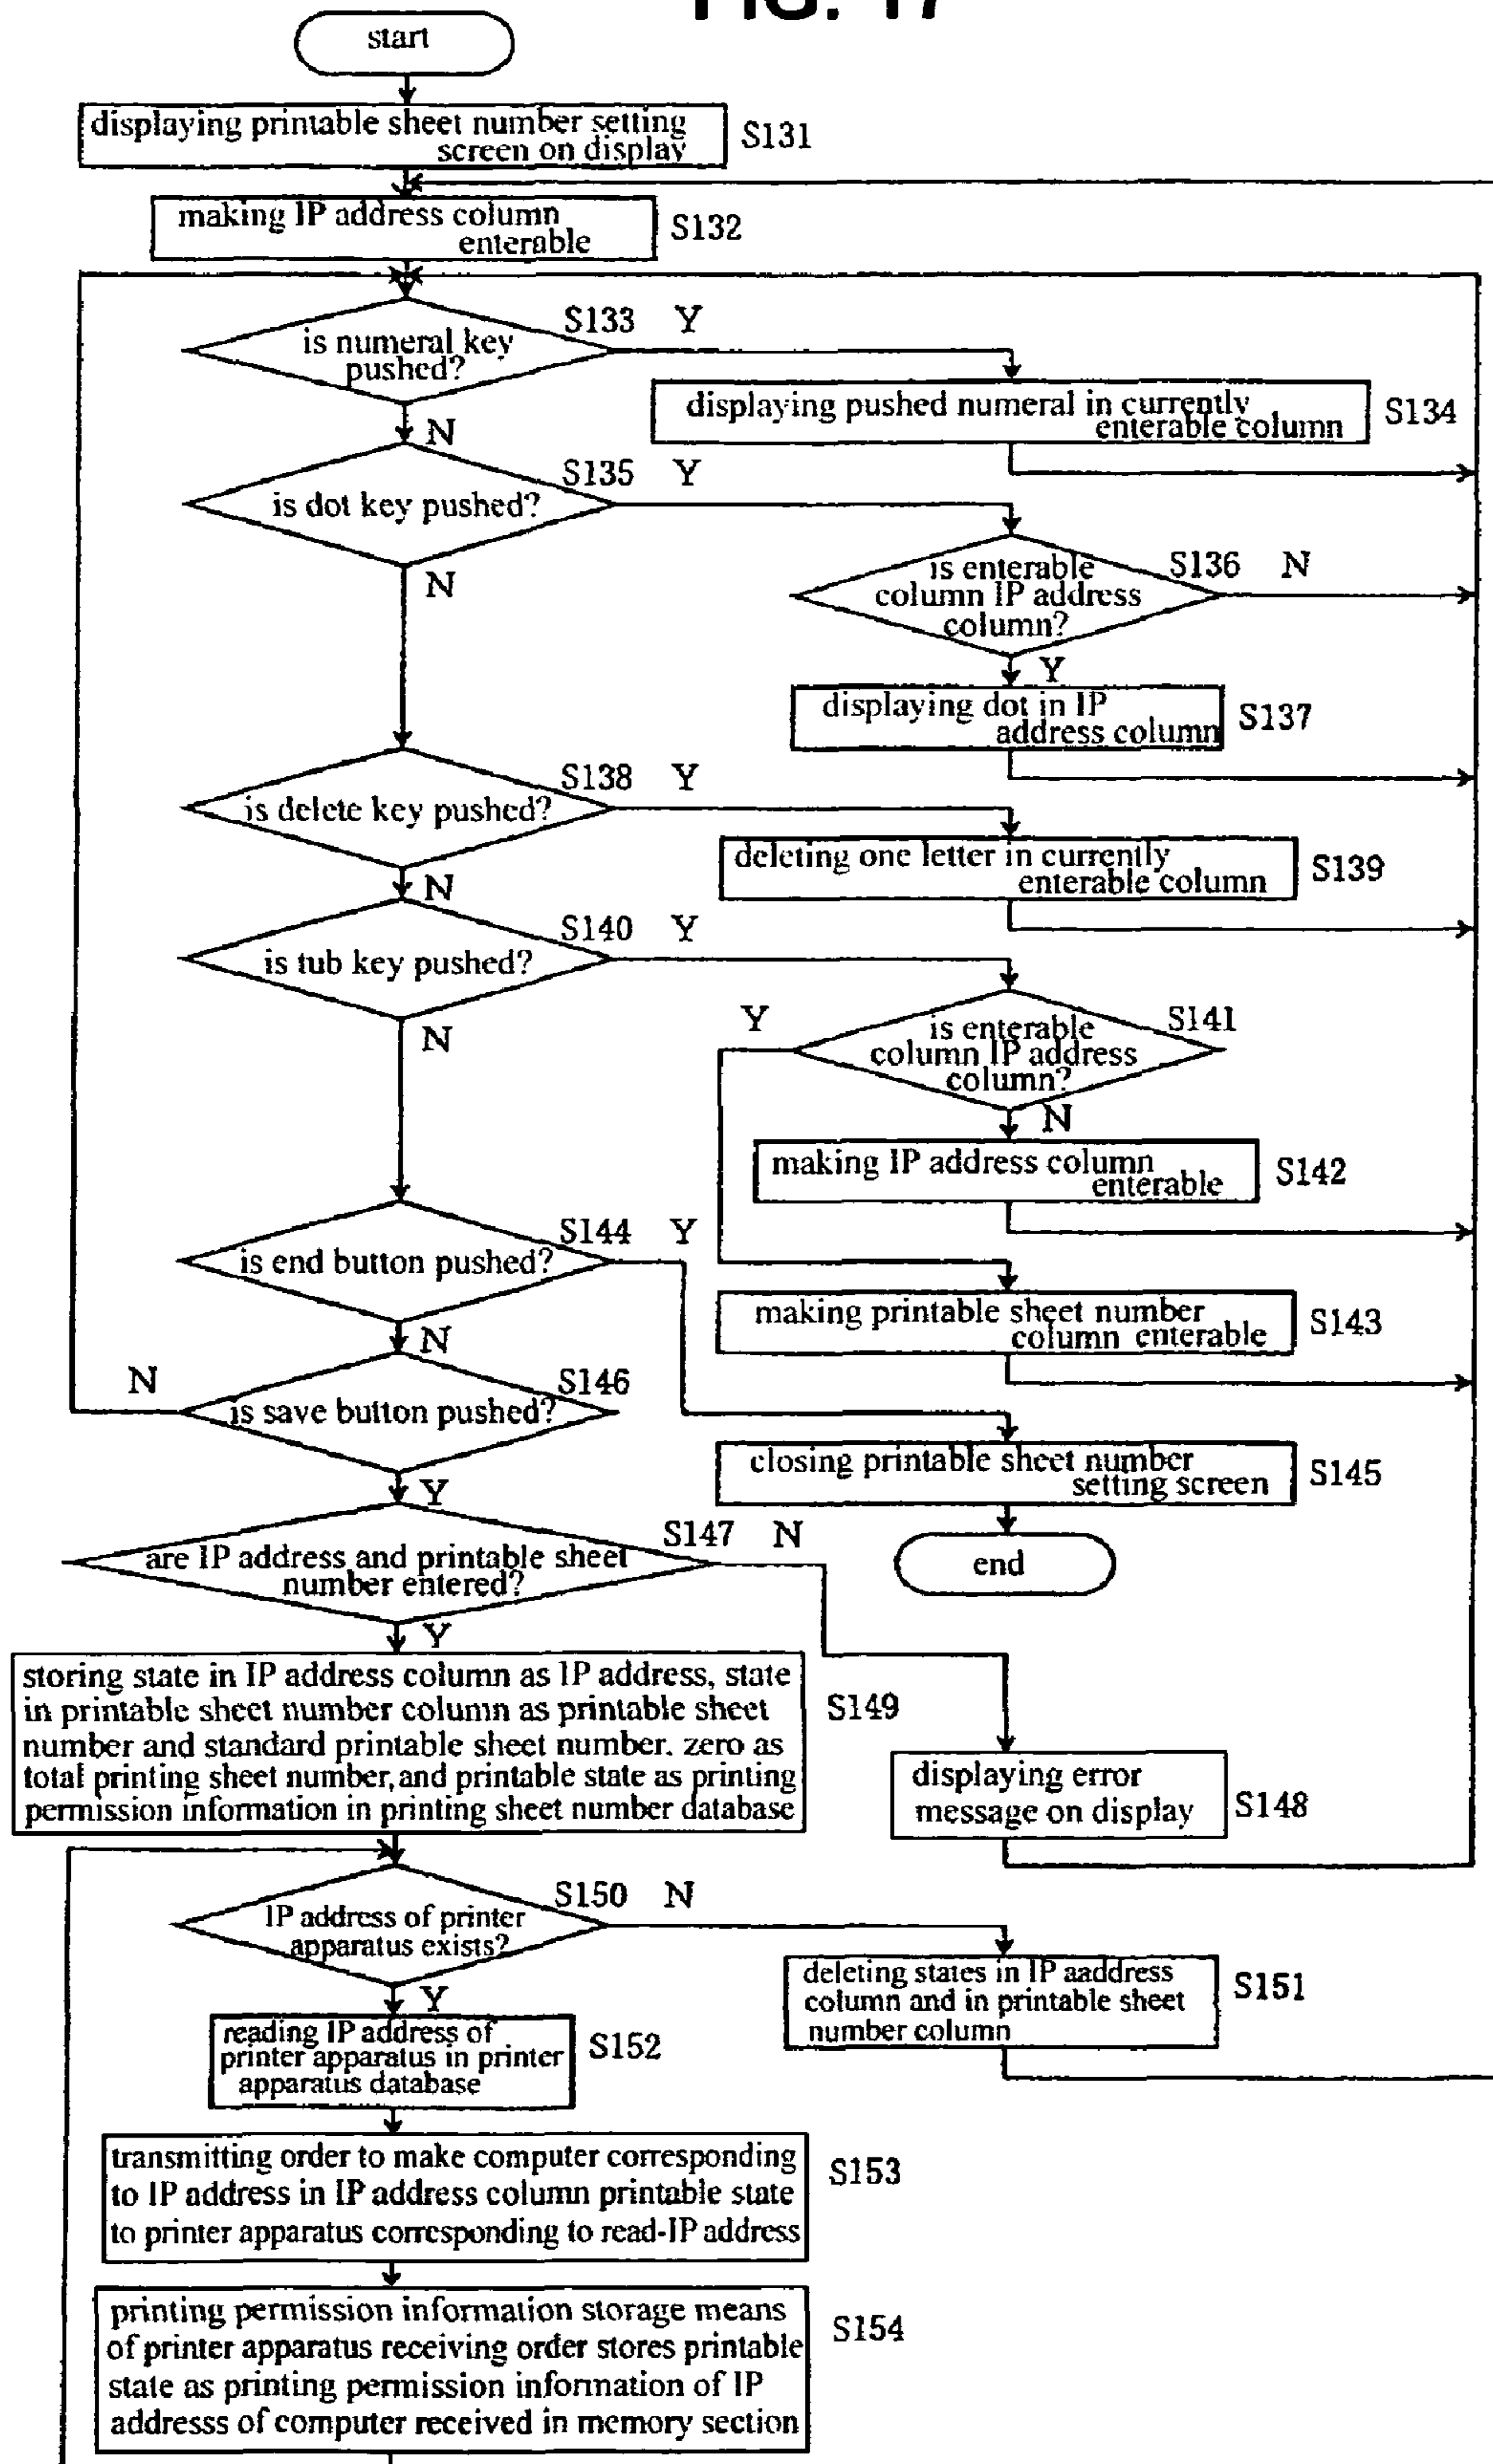 FIG. 17
start
displaying printable sheet number setting
screen on display
S131
making IP address column
enterable
S132
S133 Y
is numeral key
pushed?
displaying pushed numeral in currently
enterable column
S134
N
S135 Y
is dot key pushed?
S136 N
is enterable
column IP address
column?
N
Y
displaying dot in IP
address column
S137
S138 Y
is delete key pushed?
deleting one letter in currently
enterable column
S139
N
S140 Y
is tub key pushed?
Y
S141
is enterable
column IP address
column?
N
N
making IP address column
enterable
S142
S144 Y
is end button pushed?
making printable sheet number
column enterable
S143
N
N
S146
is save button pushed?
closing printable sheet number
setting screen
S145
Y
S147 N
are IP address and printable sheet
number entered?
end
Y
storing state in IP address column as IP address, state
in printable sheet number column as printable sheet
number and standard printable sheet number. zero as
total printing sheet number, and printable state as printing
permission information in printing sheet number database
S149
displaying error
message on display
S148
S150 N
IP address of printer
apparatus exists?
deleting states in IP aaddress
column and in printable sheet
number column
S151
Y
reading IP address of
printer apparatus in printer
apparatus database
S152
transmitting order to make computer corresponding
to IP address in IP address column printable state
to printer apparatus corresponding to read-IP address
S153
printing permission information storage means
of printer apparatus receiving order stores printable
state as printing permission information of IP
addresss of computer received in memory section
S154